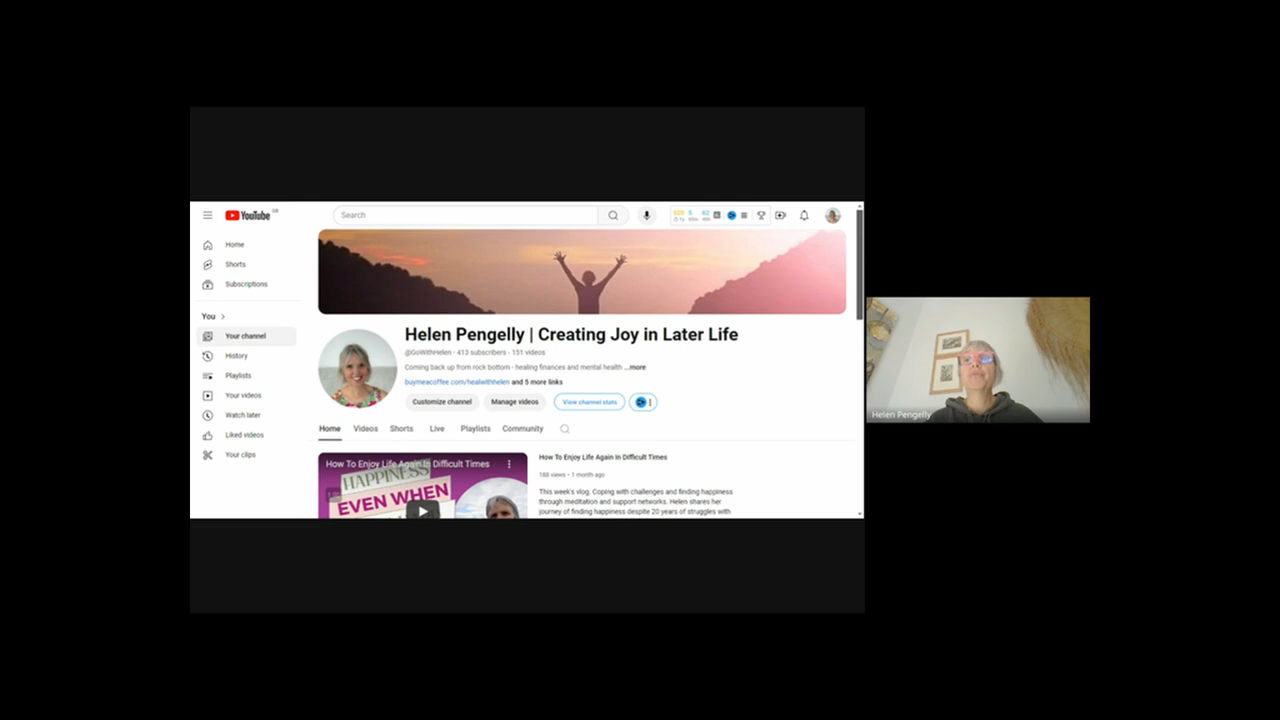 YouTube
GB
Search
Home
Shorts
Subscriptions
You
Your channel
History
Playlists
Your videos
Watch later
Liked videos
Your clips
Helen Pengelly | Creating Joy in Later Life
@GoWithHelen · 413 subscribers · 151 videos
Coming back up from rock bottom - healing finances and mental health ...more
buymeacoffee.com/healwithhelen and 5 more links
Customize channel
Manage videos
View channel stats
Home Videos Shorts Live Playlists Community
How To Enjoy Life Again In Difficult Times
HAPPINESS
EVEN WHEN
How To Enjoy Life Again In Difficult Times
188 views · 1 month ago
This week's vlog. Coping with challenges and finding happiness
through meditation and support networks. Helen shares her
journey of finding happiness despite 20 years of struggles with
Helen Pengelly